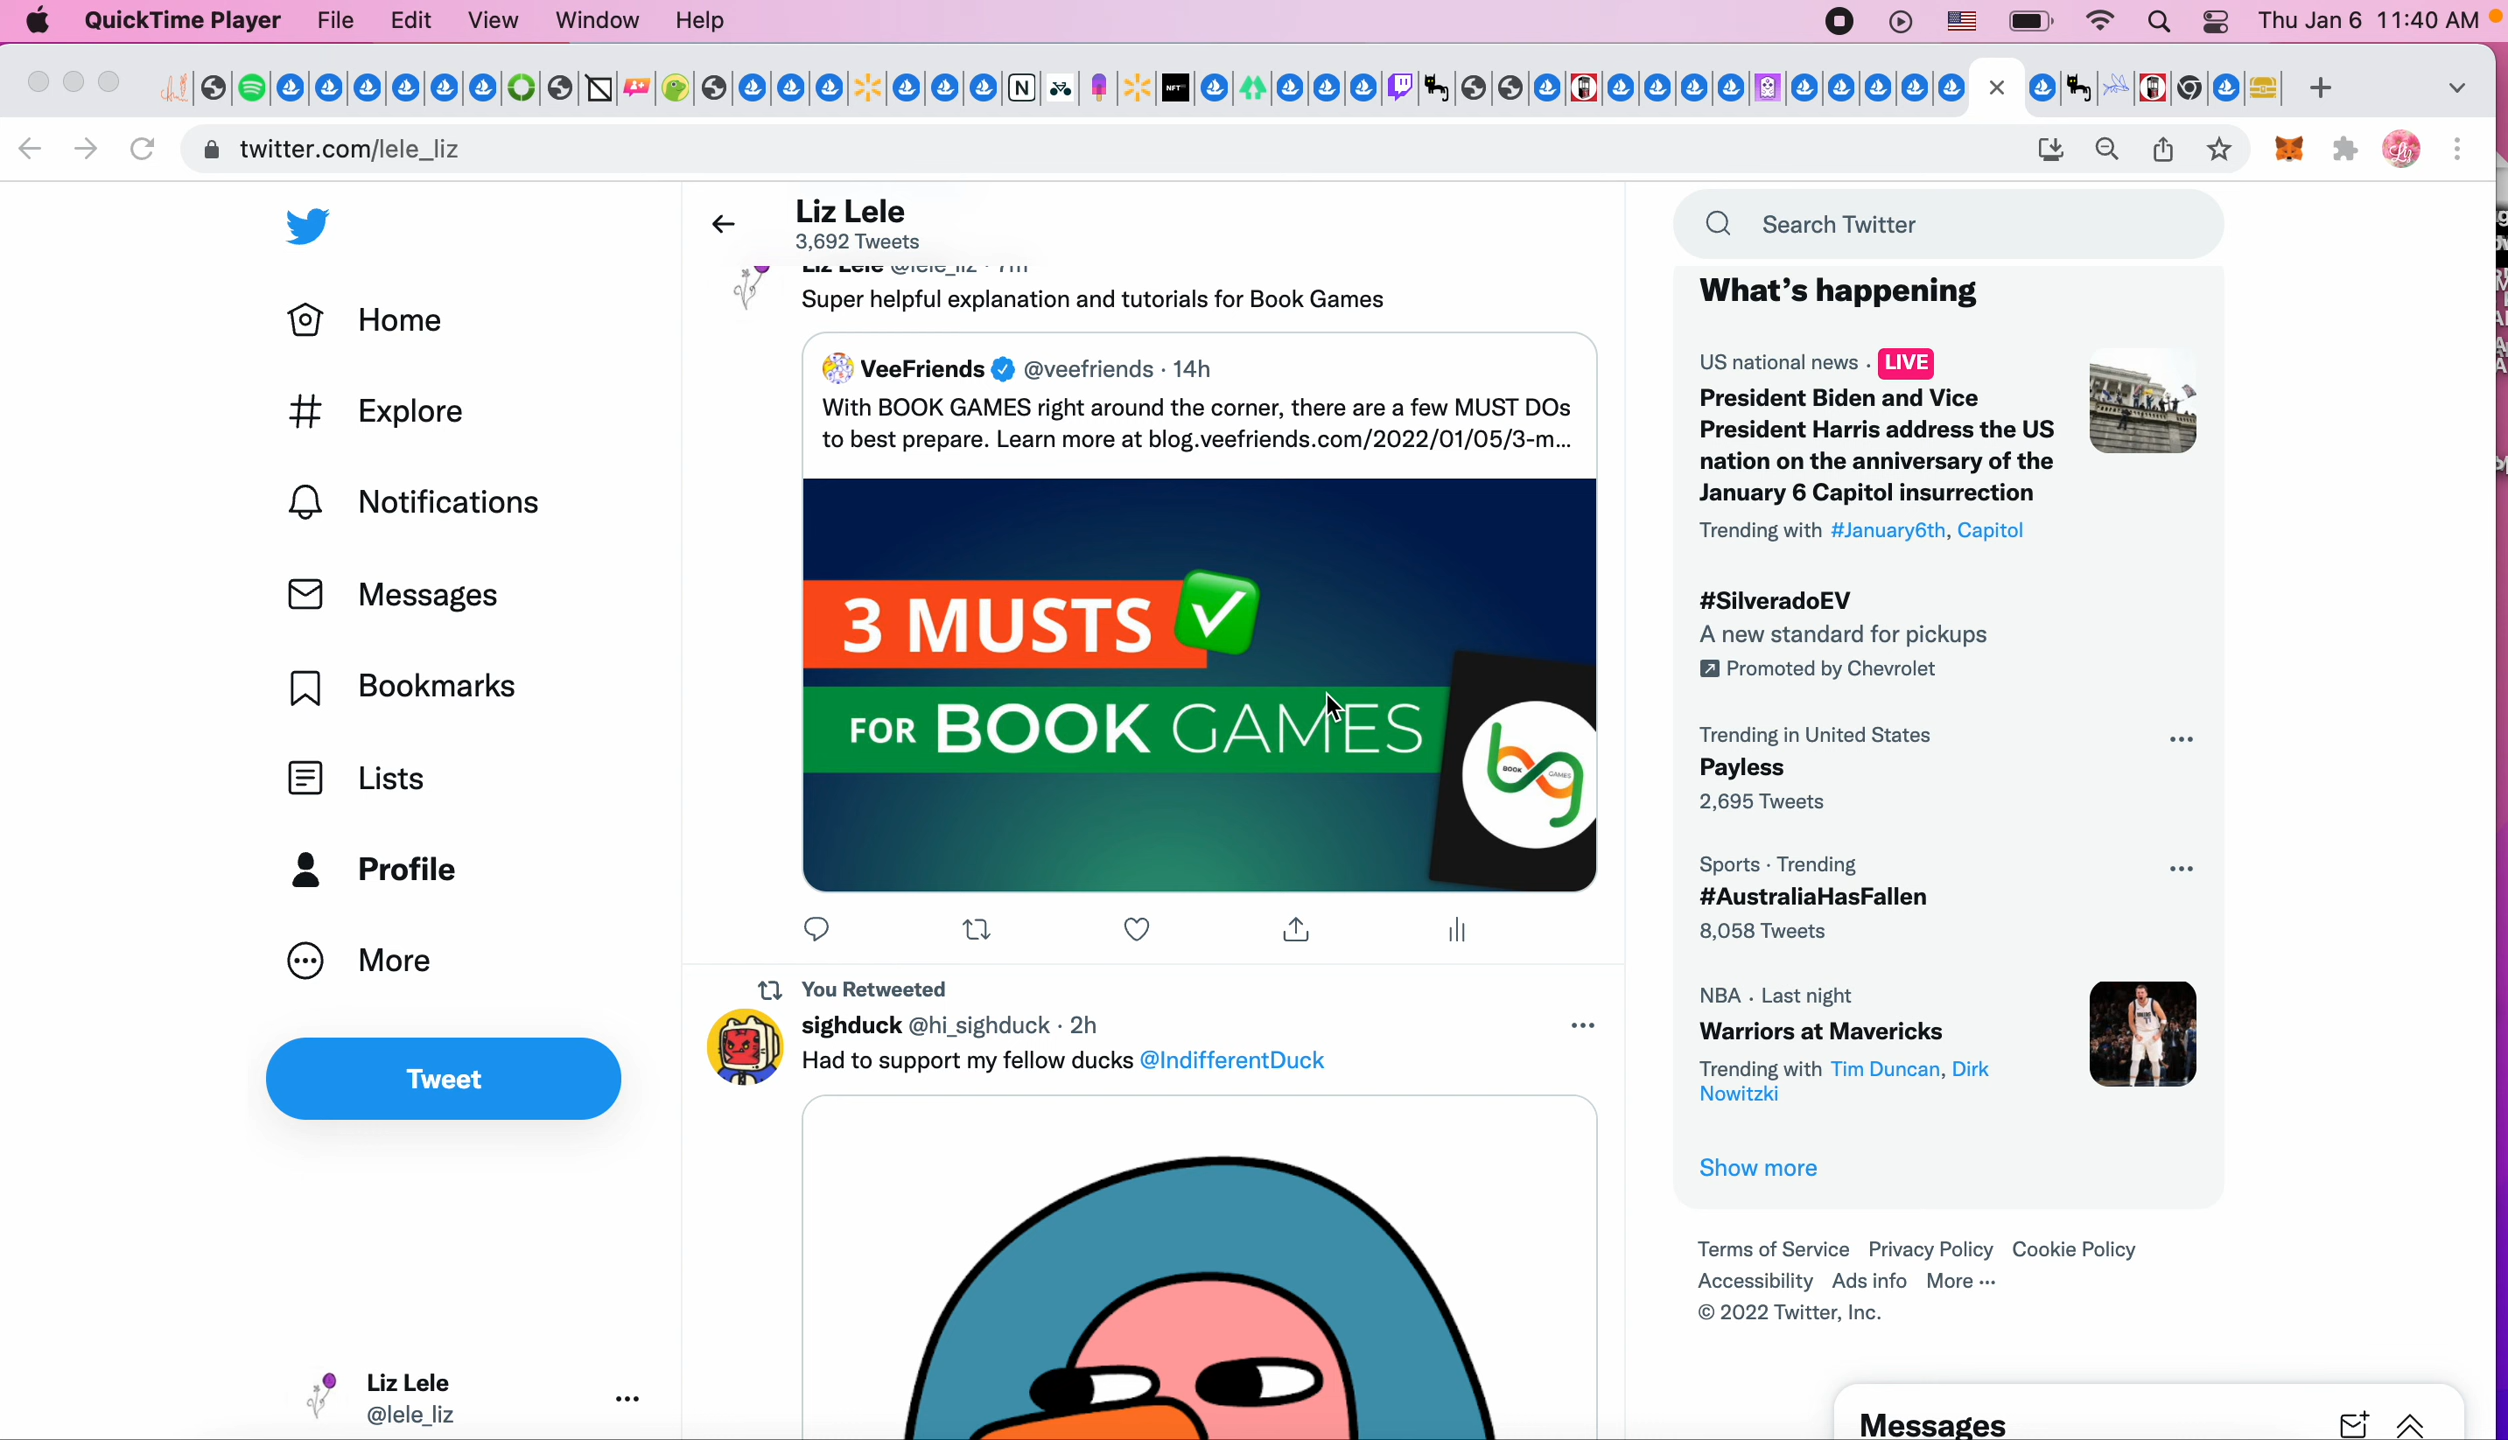 QuickTime Player File Edit View Window Help Thu Jan 6 11:40 AM
twitter.com/lele_liz
Liz Lele
3,692 Tweets
Search Twitter
Home
Explore
Notifications
Messages
Bookmarks
Lists
Profile
More
Tweet
Liz Lele
@lele_liz
Liz Lele @lele_liz · 7m
Super helpful explanation and tutorials for Book Games
VeeFriends @veefriends · 14h
With BOOK GAMES right around the corner, there are a few MUST DOs
to best prepare. Learn more at blog.veefriends.com/2022/01/05/3-m...
3 MUSTS
FOR BOOK GAMES
bg
BOOK GAMES
You Retweeted
sighduck @hi_sighduck · 2h
Had to support my fellow ducks @IndifferentDuck
What's happening
US national news · LIVE
President Biden and Vice
President Harris address the US
nation on the anniversary of the
January 6 Capitol insurrection
Trending with #January6th, Capitol
#SilveradoEV
A new standard for pickups
Promoted by Chevrolet
Trending in United States
Payless
2,695 Tweets
Sports · Trending
#AustraliaHasFallen
8,058 Tweets
NBA · Last night
Warriors at Mavericks
Trending with Tim Duncan, Dirk
Nowitzki
Show more
Terms of Service Privacy Policy Cookie Policy
Accessibility Ads info More ···
© 2022 Twitter, Inc.
Messages